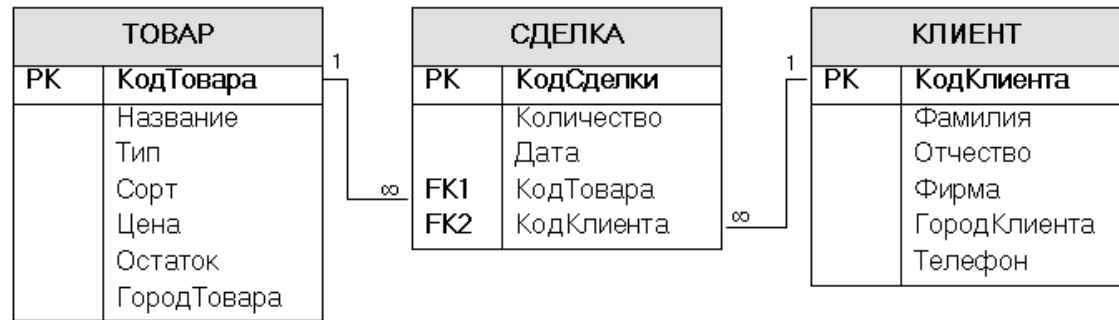 ТОВАР
PK КодТовара
Название
Тип
Сорт
Цена
Остаток
ГородТовара
1
∞
СДЕЛКА
PK КодСделки
Количество
Дата
FK1 КодТовара
FK2 КодКлиента
1
∞
КЛИЕНТ
PK КодКлиента
Фамилия
Отчество
Фирма
ГородКлиента
Телефон